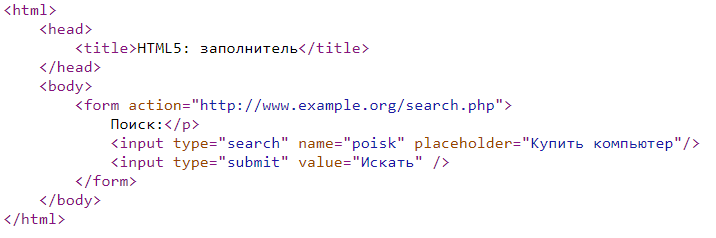 <html>
<head>
<title>HTML5: заполнитель</title>
</head>
<body>
<form action="http://www.example.org/search.php">
Поиск:</p>
<input type="search" name="poisk" placeholder="Купить компьютер"/>
<input type="submit" value="Искать" />
</form>
</body>
</html>